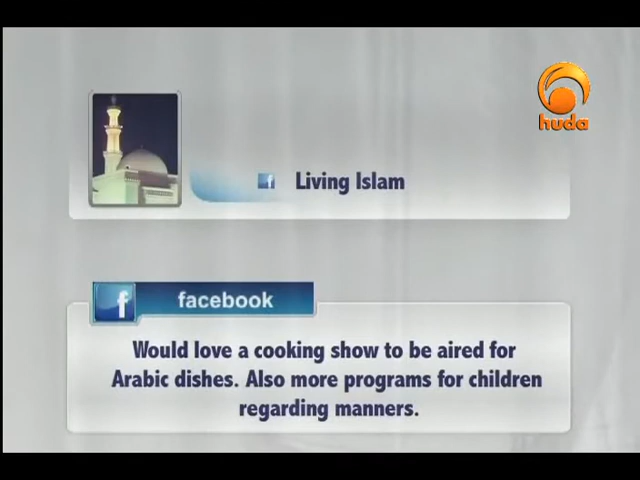 huda
f Living Islam
f facebook
Would love a cooking show to be aired for
Arabic dishes. Also more programs for children
regarding manners.